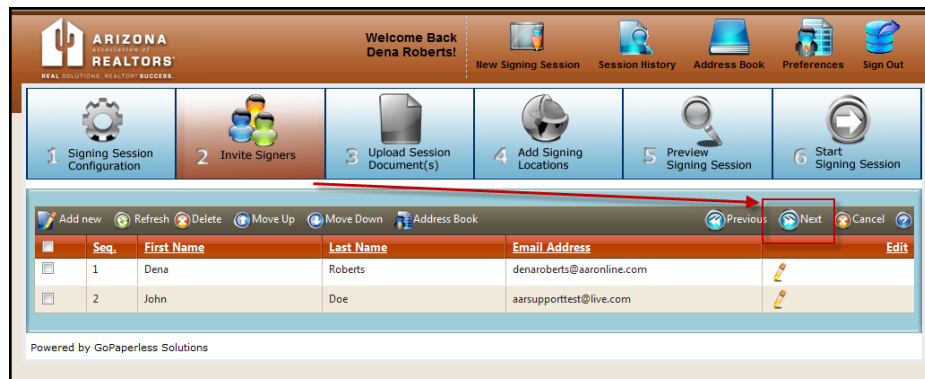 ARIZONA
association of
REALTORS®
REAL SOLUTIONS. REALTOR® SUCCESS.
Welcome Back
Dena Roberts!
New Signing Session
Session History
Address Book
Preferences
Sign Out
1 Signing Session
Configuration
2 Invite Signers
3 Upload Session
Document(s)
4 Add Signing
Locations
5 Preview
Signing Session
6 Start
Signing Session
Add new Refresh Delete Move Up Move Down Address Book Previous Next Cancel ?
Seq. First Name Last Name Email Address Edit
1 Dena Roberts denaroberts@aaronline.com
2 John Doe aarsupporttest@live.com
Powered by GoPaperless Solutions